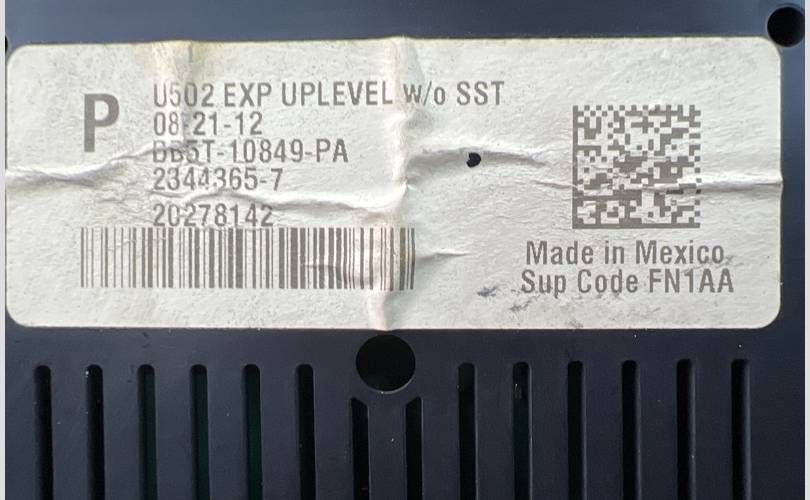 P
U502 EXP UPLEVEL w/o SST
08-21-12
BB5T-10849-PA
2344365-7
20278142
Made in Mexico
Sup Code FN1AA